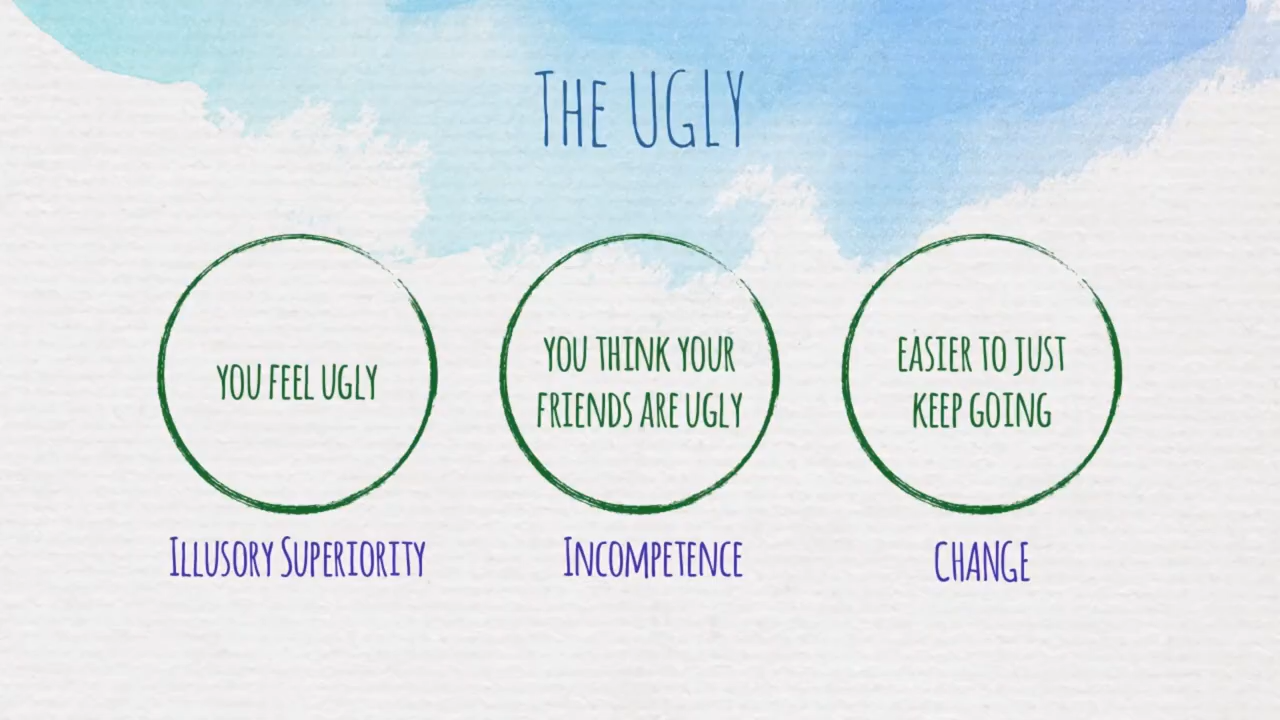 THE UGLY
YOU FEEL UGLY
YOU THINK YOUR
FRIENDS ARE UGLY
EASIER TO JUST
KEEP GOING
ILLUSORY SUPERIORITY
INCOMPETENCE
CHANGE